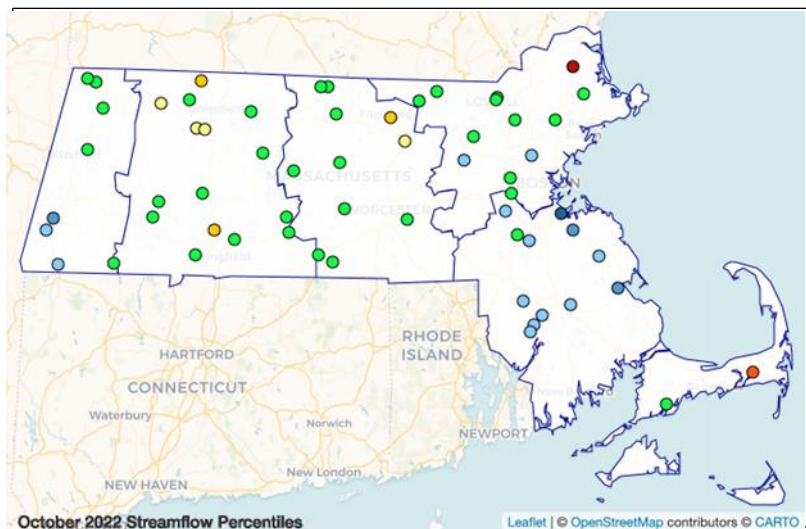 LOWELL
MASSACHUSETTS
BOSTON
WORCESTER
HARTFORD
RHODE
ISLAND
CONNECTICUT
Waterbury
Norwich
NEWPORT
New London
NEW HAVEN
October 2022 Streamflow Percentiles
Leaflet | © OpenStreetMap contributors © CARTO